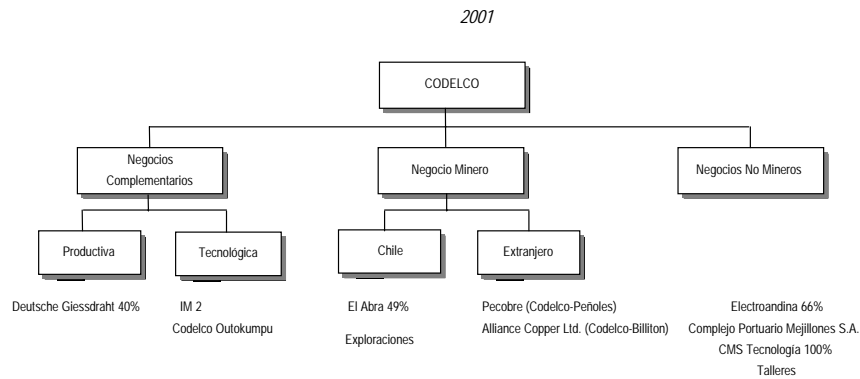 2001
CODELCO
Negocios
Complementarios
Negocio Minero
Negocios No Mineros
Productiva
Tecnológica
Chile
Extranjero
Deutsche Giessdraht 40%
IM 2
Codelco Outokumpu
El Abra 49%
Exploraciones
Pecobre (Codelco-Peñoles)
Alliance Copper Ltd. (Codelco-Billiton)
Electroandina 66%
Complejo Portuario Mejillones S.A.
CMS Tecnología 100%
Talleres